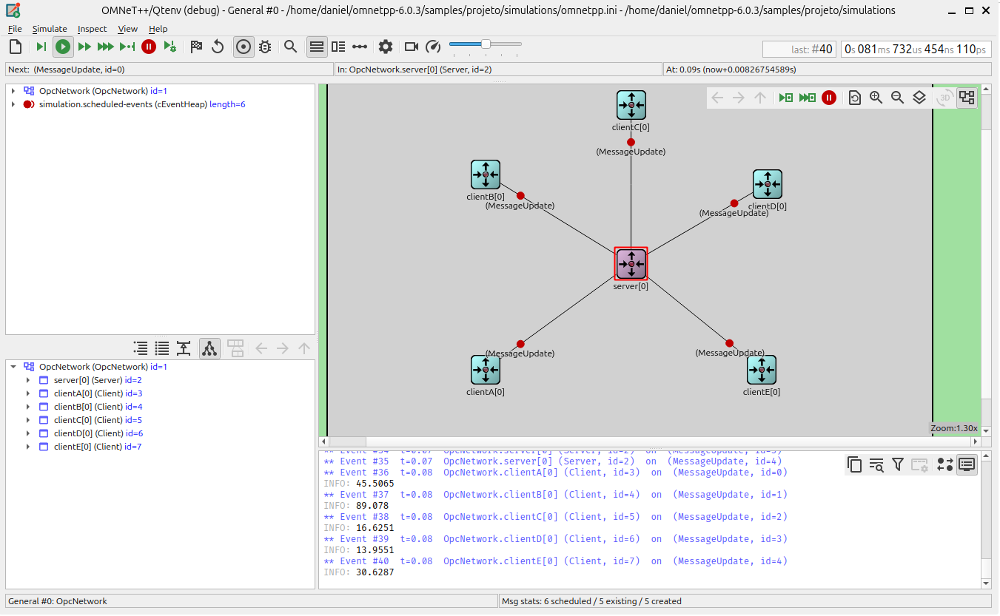 OMNeT++/Qtenv (debug) - General #0 - /home/daniel/omnetpp-6.0.3/samples/projeto/simulations/omnetpp.ini - /home/daniel/omnetpp-6.0.3/samples/projeto/simulations
File Simulate Inspect View Help
last: #40
0s 081ms 732us 454ns 110ps
Next: (MessageUpdate, id=0)
In: OpcNetwork.server[0] (Server, id=2)
At: 0.09s (now+0.00826754589s)
OpcNetwork (OpcNetwork) id=1
simulation.scheduled-events (cEventHeap) length=6
3D
clientC[0]
(MessageUpdate)
clientB[0]
(MessageUpdate)
clientD[0]
(MessageUpdate)
server[0]
(MessageUpdate)
clientA[0]
(MessageUpdate)
clientE[0]
Zoom:1.30x
OpcNetwork (OpcNetwork) id=1
server[0] (Server) id=2
clientA[0] (Client) id=3
clientB[0] (Client) id=4
clientC[0] (Client) id=5
clientD[0] (Client) id=6
clientE[0] (Client) id=7
** Event #34 t=0.07 OpcNetwork.server[0] (Server, id=2) on (MessageUpdate, id=3)
** Event #35 t=0.07 OpcNetwork.server[0] (Server, id=2) on (MessageUpdate, id=4)
** Event #36 t=0.08 OpcNetwork.clientA[0] (Client, id=3) on (MessageUpdate, id=0)
INFO: 45.5065
** Event #37 t=0.08 OpcNetwork.clientB[0] (Client, id=4) on (MessageUpdate, id=1)
INFO: 89.078
** Event #38 t=0.08 OpcNetwork.clientC[0] (Client, id=5) on (MessageUpdate, id=2)
INFO: 16.6251
** Event #39 t=0.08 OpcNetwork.clientD[0] (Client, id=6) on (MessageUpdate, id=3)
INFO: 13.9551
** Event #40 t=0.08 OpcNetwork.clientE[0] (Client, id=7) on (MessageUpdate, id=4)
INFO: 30.6287
General #0: OpcNetwork
Msg stats: 6 scheduled / 5 existing / 5 created